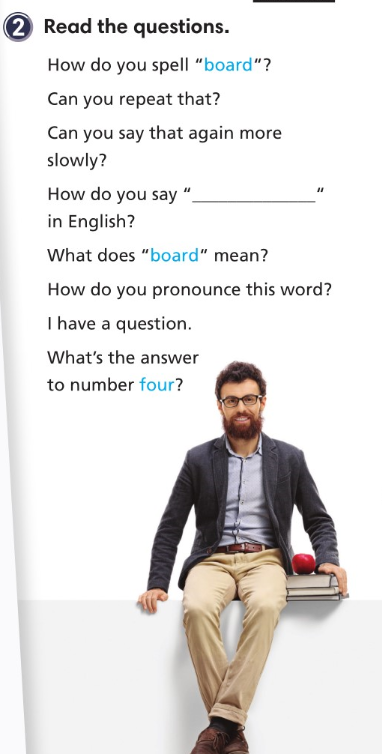 2 Read the questions.
How do you spell “board”?
Can you repeat that?
Can you say that again more
slowly?
How do you say “______________”
in English?
What does “board” mean?
How do you pronounce this word?
I have a question.
What’s the answer
to number four?